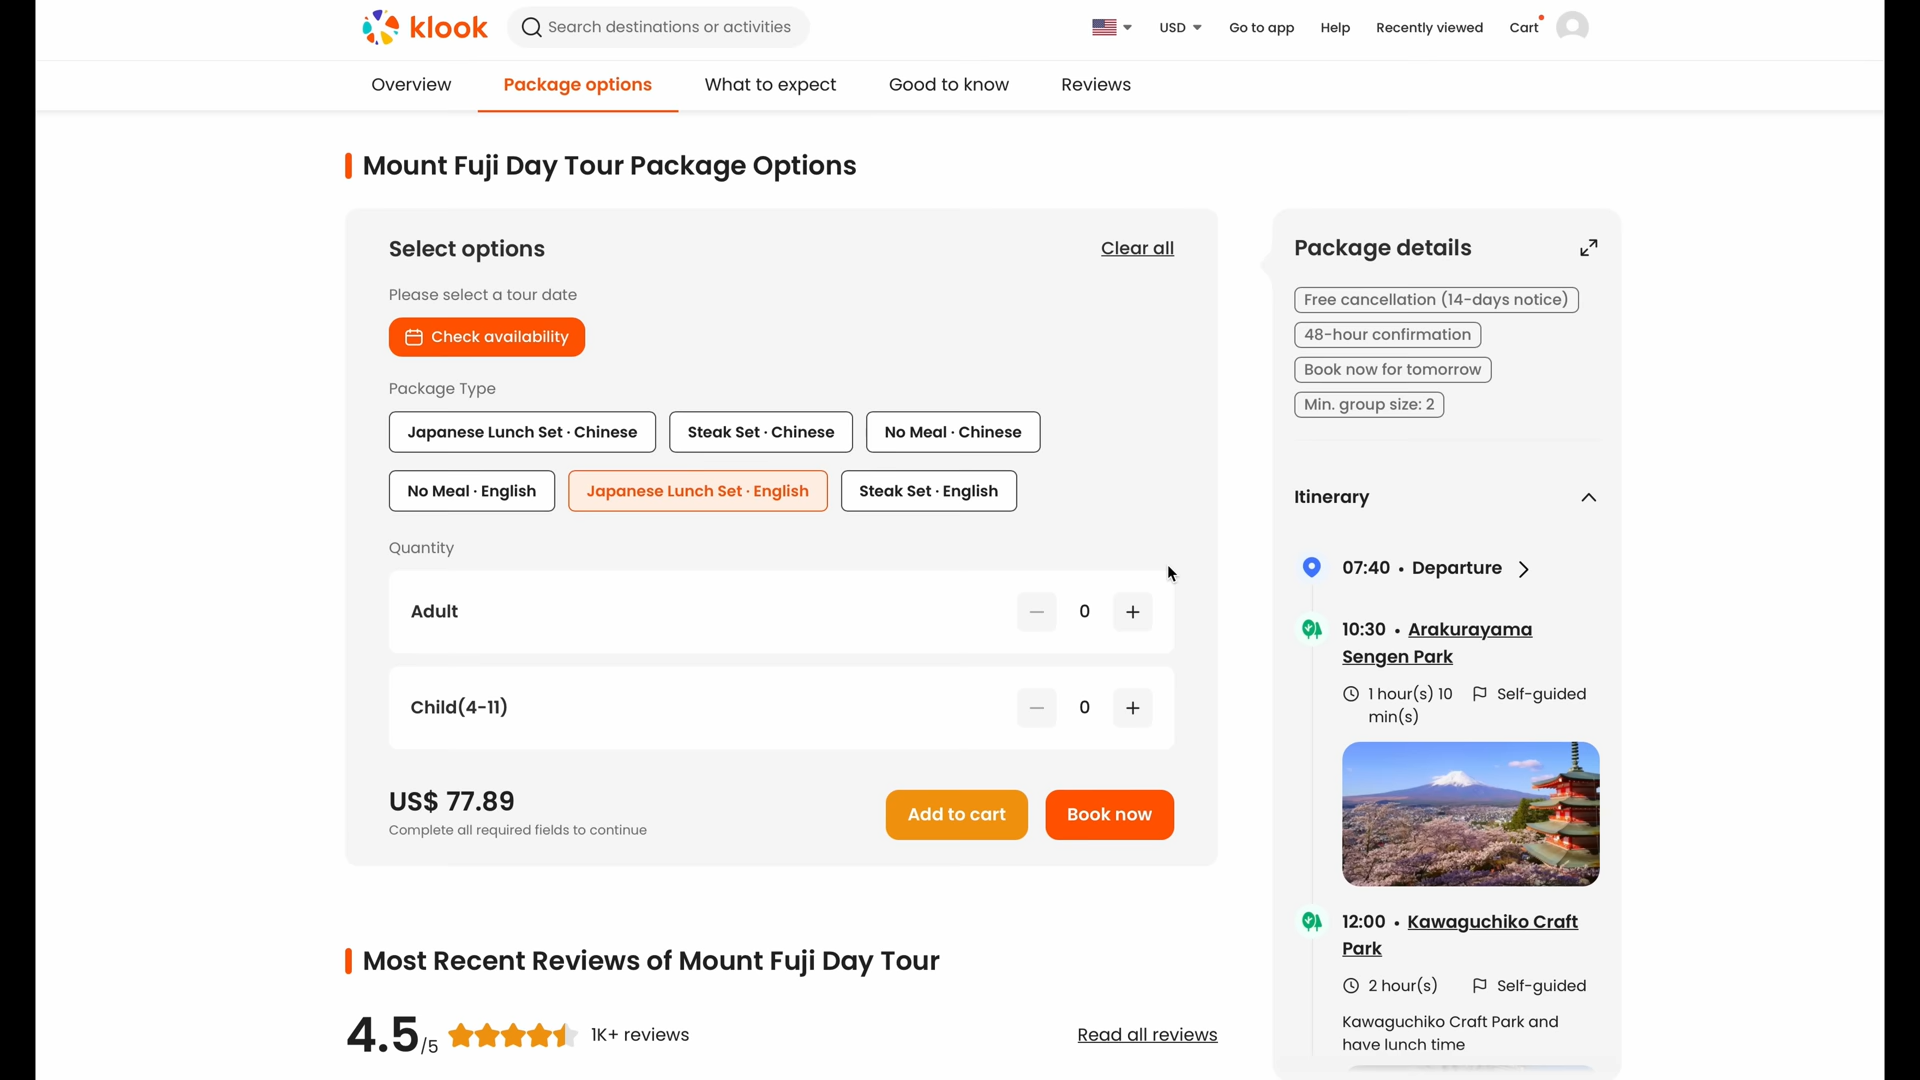 klook
Search destinations or activities
USD
Go to app
Help
Recently viewed
Cart
Overview
Package options
What to expect
Good to know
Reviews
Mount Fuji Day Tour Package Options
Select options
Clear all
Please select a tour date
Check availability
Package Type
Japanese Lunch Set · Chinese
Steak Set · Chinese
No Meal · Chinese
No Meal · English
Japanese Lunch Set · English
Steak Set · English
Quantity
Adult
0
Child(4-11)
0
US$ 77.89
Complete all required fields to continue
Add to cart
Book now
Most Recent Reviews of Mount Fuji Day Tour
4.5/5
1K+ reviews
Read all reviews
Package details
Free cancellation (14-days notice)
48-hour confirmation
Book now for tomorrow
Min. group size: 2
Itinerary
07:40 • Departure
10:30 • Arakurayama
Sengen Park
1 hour(s) 10
min(s)
Self-guided
12:00 • Kawaguchiko Craft
Park
2 hour(s)
Self-guided
Kawaguchiko Craft Park and
have lunch time